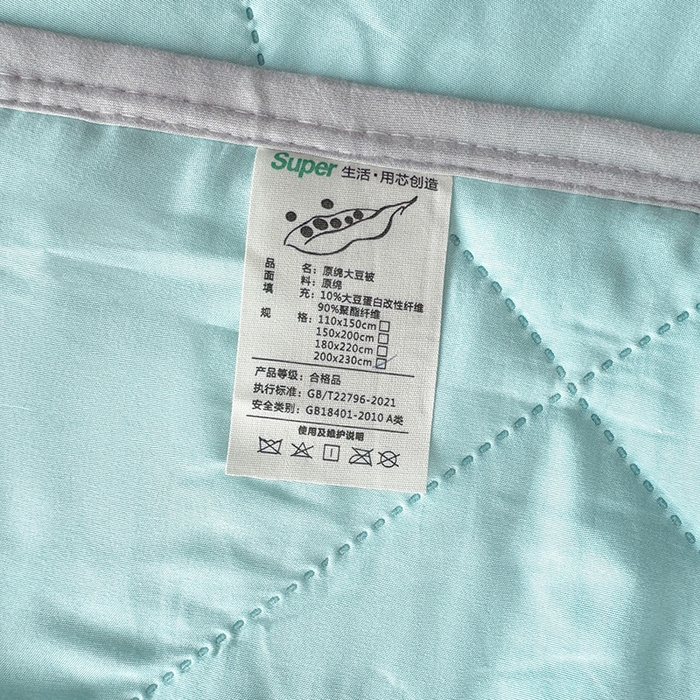 Super 生活·用芯创造
品 名：原绵大豆被
面 料：原绵
填 充：10%大豆蛋白改性纤维
90%聚酯纤维
规 格：110x150cm
150x200cm
180x220cm
200x230cm
产品等级：合格品
执行标准：GB/T22796-2021
安全类别：GB18401-2010 A类
使用及维护说明